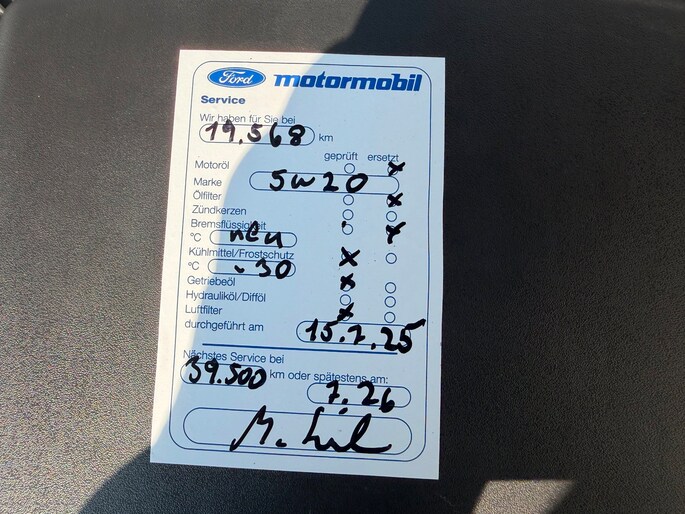 Ford motormobil
Service
Wir haben für Sie bei
19.568 km
geprüft ersetzt
Motoröl x
Marke 5w20
Ölfilter x
Zündkerzen
Bremsflüssigkeit x
°C neu
Kühlmittel/Frostschutz x
°C -30
Getriebeöl x
Hydrauliköl/Difföl
Luftfilter x
durchgeführt am 15.7.25
Nächstes Service bei
39.500 km oder spätestens am:
7.26